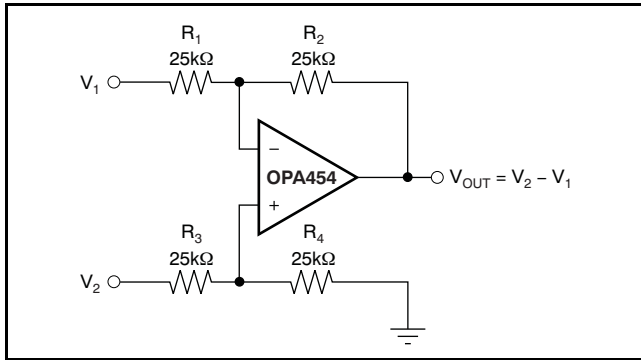 R1 R2
25kΩ 25kΩ
V1
−
OPA454
+
VOUT = V2 − V1
R3 R4
25kΩ 25kΩ
V2